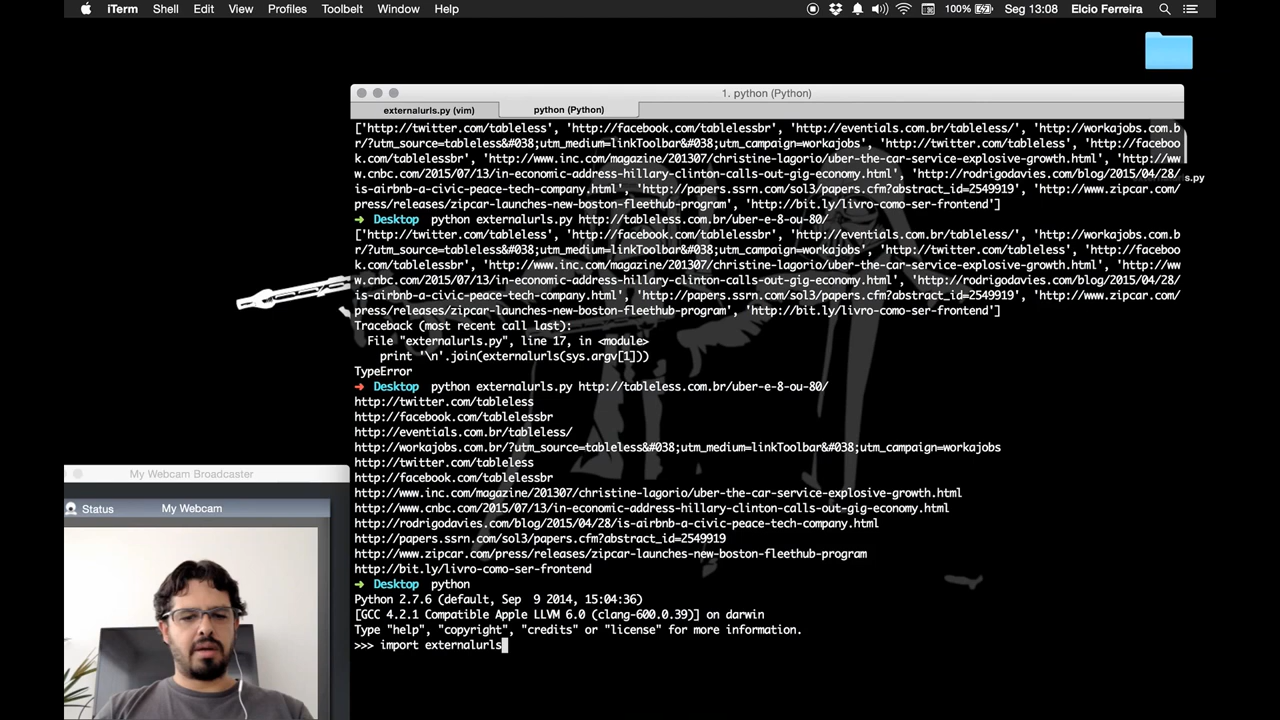 iTerm Shell Edit View Profiles Toolbelt Window Help 100% Seg 13:08 Elcio Ferreira
1. python (Python)
externalurls.py (vim) python (Python)
['http://twitter.com/tableless', 'http://facebook.com/tablelessbr', 'http://eventials.com.br/tableless/', 'http://workajobs.com.b
r/?utm_source=tableless&#038;utm_medium=linkToolbar&#038;utm_campaign=workajobs', 'http://twitter.com/tableless', 'http://faceboo
k.com/tablelessbr', 'http://www.inc.com/magazine/201307/christine-lagorio/uber-the-car-service-explosive-growth.html', 'http://ww
w.cnbc.com/2015/07/13/in-economic-address-hillary-clinton-calls-out-gig-economy.html', 'http://rodrigodavies.com/blog/2015/04/28/
is-airbnb-a-civic-peace-tech-company.html', 'http://papers.ssrn.com/sol3/papers.cfm?abstract_id=2549919', 'http://www.zipcar.com/
press/releases/zipcar-launches-new-boston-fleethub-program', 'http://bit.ly/livro-como-ser-frontend']
s.py
➜ Desktop python externalurls.py http://tableless.com.br/uber-e-8-ou-80/
['http://twitter.com/tableless', 'http://facebook.com/tablelessbr', 'http://eventials.com.br/tableless/', 'http://workajobs.com.b
r/?utm_source=tableless&#038;utm_medium=linkToolbar&#038;utm_campaign=workajobs', 'http://twitter.com/tableless', 'http://faceboo
k.com/tablelessbr', 'http://www.inc.com/magazine/201307/christine-lagorio/uber-the-car-service-explosive-growth.html', 'http://ww
w.cnbc.com/2015/07/13/in-economic-address-hillary-clinton-calls-out-gig-economy.html', 'http://rodrigodavies.com/blog/2015/04/28/
is-airbnb-a-civic-peace-tech-company.html', 'http://papers.ssrn.com/sol3/papers.cfm?abstract_id=2549919', 'http://www.zipcar.com/
press/releases/zipcar-launches-new-boston-fleethub-program', 'http://bit.ly/livro-como-ser-frontend']
Traceback (most recent call last):
File "externalurls.py", line 17, in <module>
print '\n'.join(externalurls(sys.argv[1]))
TypeError
➜ Desktop python externalurls.py http://tableless.com.br/uber-e-8-ou-80/
http://twitter.com/tableless
http://facebook.com/tablelessbr
http://eventials.com.br/tableless/
http://workajobs.com.br/?utm_source=tableless&#038;utm_medium=linkToolbar&#038;utm_campaign=workajobs
http://twitter.com/tableless
http://facebook.com/tablelessbr
http://www.inc.com/magazine/201307/christine-lagorio/uber-the-car-service-explosive-growth.html
http://www.cnbc.com/2015/07/13/in-economic-address-hillary-clinton-calls-out-gig-economy.html
http://rodrigodavies.com/blog/2015/04/28/is-airbnb-a-civic-peace-tech-company.html
http://papers.ssrn.com/sol3/papers.cfm?abstract_id=2549919
http://www.zipcar.com/press/releases/zipcar-launches-new-boston-fleethub-program
http://bit.ly/livro-como-ser-frontend
➜ Desktop python
Python 2.7.6 (default, Sep  9 2014, 15:04:36)
[GCC 4.2.1 Compatible Apple LLVM 6.0 (clang-600.0.39)] on darwin
Type "help", "copyright", "credits" or "license" for more information.
>>> import externalurls
My Webcam Broadcaster
Status My Webcam